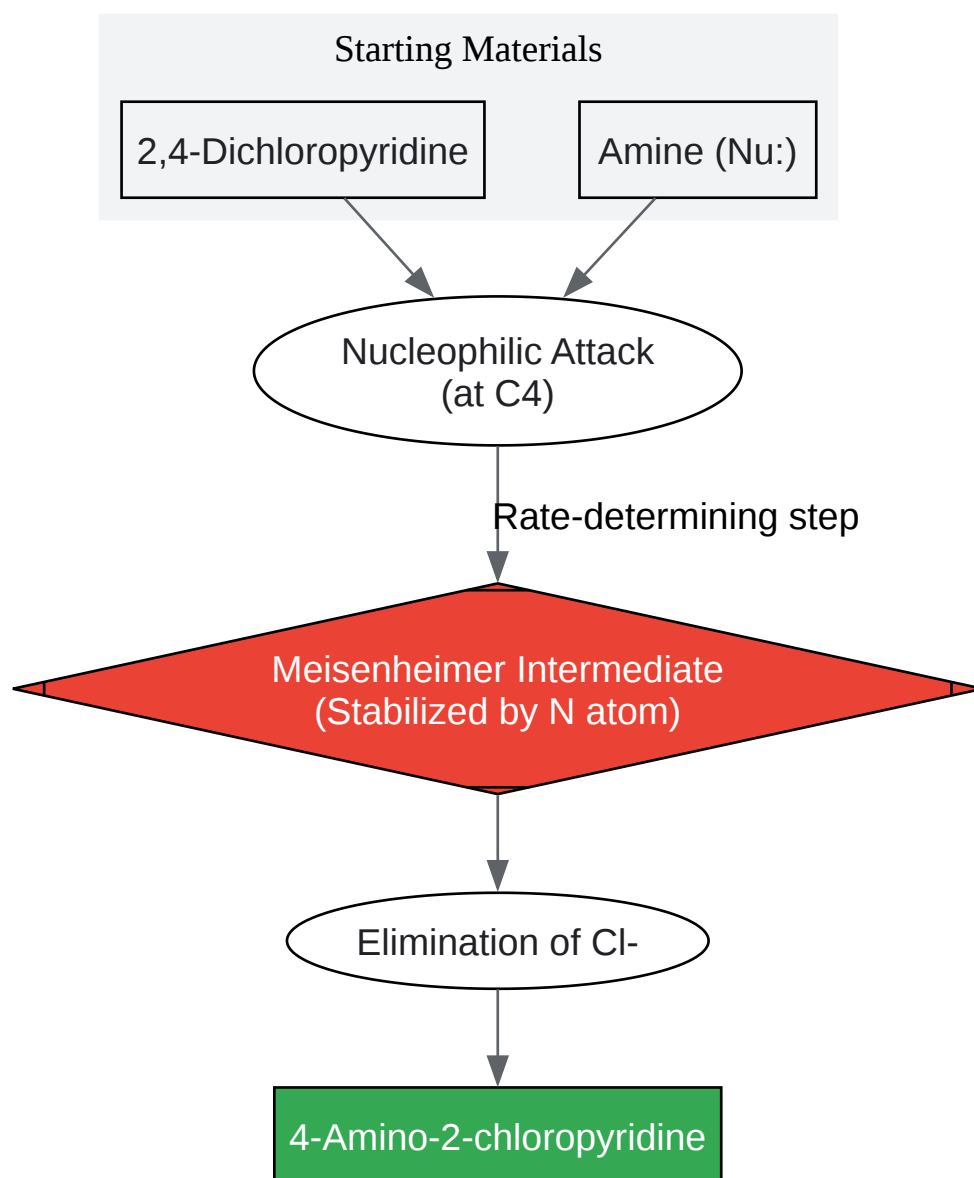 Starting Materials
2,4-Dichloropyridine
Amine (Nu:)
Nucleophilic Attack
(at C4)
Rate-determining step
Meisenheimer Intermediate
(Stabilized by N atom)
Elimination of Cl-
4-Amino-2-chloropyridine